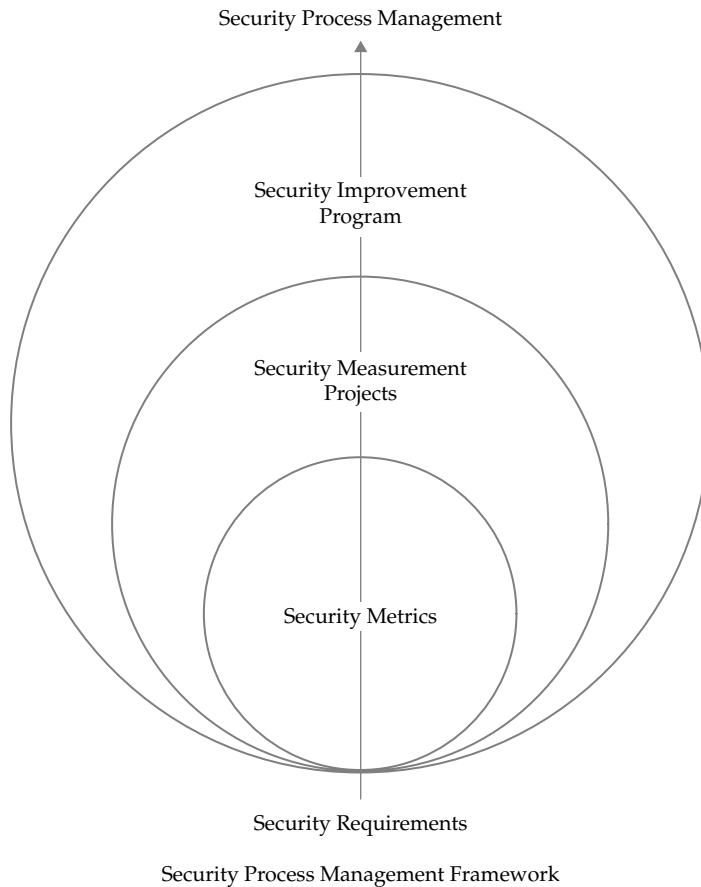 Security Process Management
Security Improvement
Program
Security Measurement
Projects
Security Metrics
Security Requirements
Security Process Management Framework